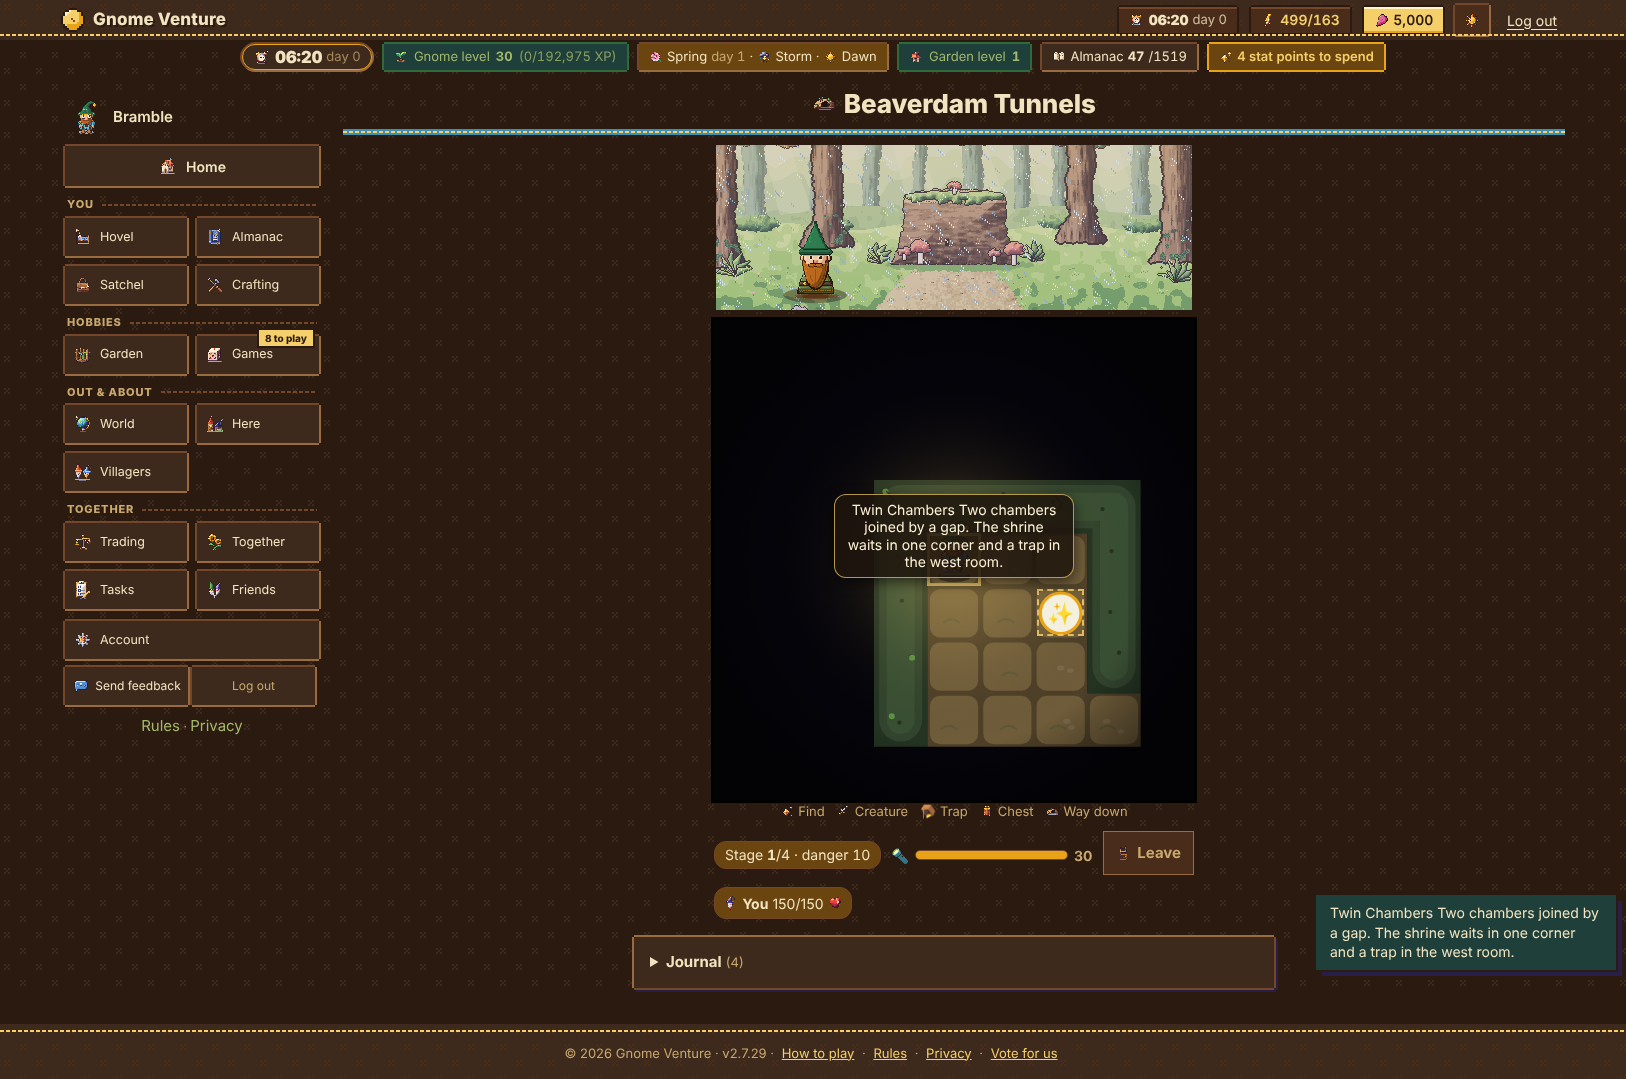 Gnome Venture
06:20 day 0
499/163
5,000
Log out
06:20 day 0
Gnome level 30 (0/192,975 XP)
Spring day 1 · Storm · Dawn
Garden level 1
Almanac 47 /1519
4 stat points to spend
Bramble
Home
YOU
Hovel
Almanac
Satchel
Crafting
HOBBIES
8 to play
Garden
Games
OUT & ABOUT
World
Here
Villagers
TOGETHER
Trading
Together
Tasks
Friends
Account
Send feedback
Log out
Rules · Privacy
Beaverdam Tunnels
Twin Chambers Two chambers
joined by a gap. The shrine
waits in one corner and a trap in
the west room.
Find
Creature
Trap
Chest
Way down
Stage 1/4 · danger 10
30
Leave
You 150/150
Journal (4)
Twin Chambers Two chambers joined by
a gap. The shrine waits in one corner
and a trap in the west room.
© 2026 Gnome Venture · v2.7.29 · How to play · Rules · Privacy · Vote for us